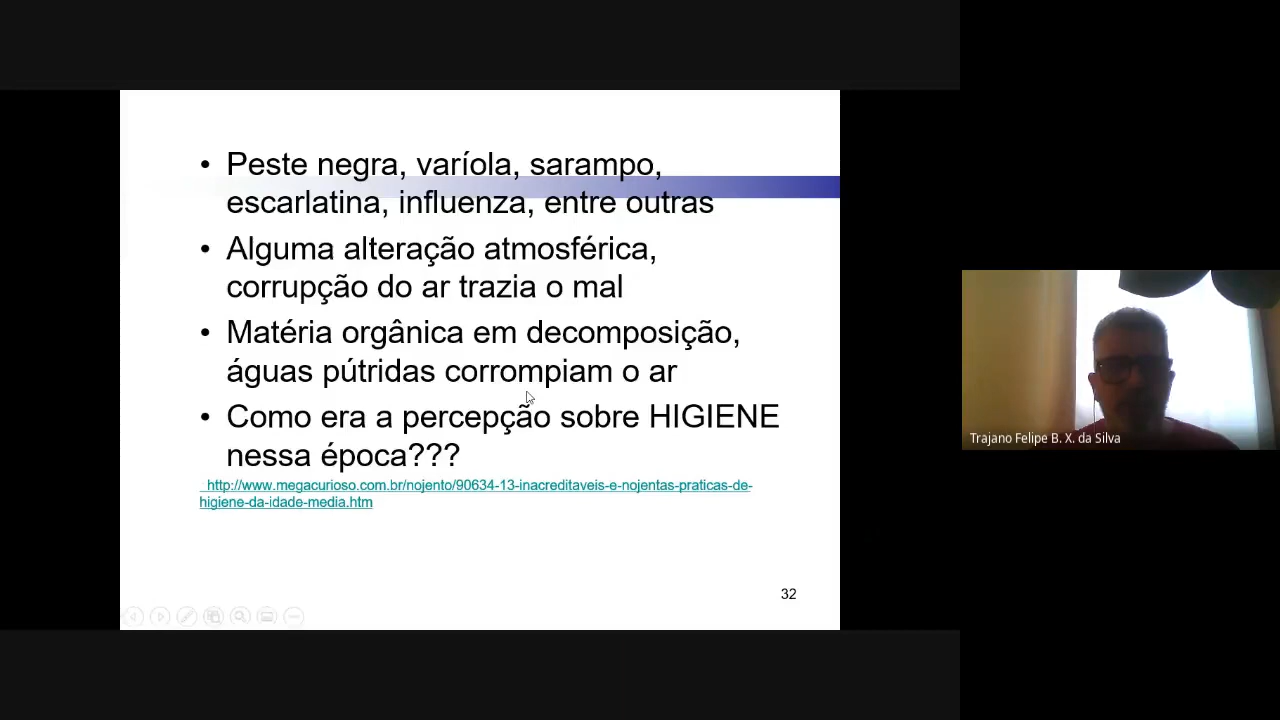 • Peste negra, varíola, sarampo,
escarlatina, influenza, entre outras
• Alguma alteração atmosférica,
corrupção do ar trazia o mal
• Matéria orgânica em decomposição,
águas pútridas corrompiam o ar
• Como era a percepção sobre HIGIENE
nessa época???
http://www.megacurioso.com.br/nojento/90634-13-inacreditaveis-e-nojentas-praticas-de-
higiene-da-idade-media.htm
32
Trajano Felipe B. X. da Silva